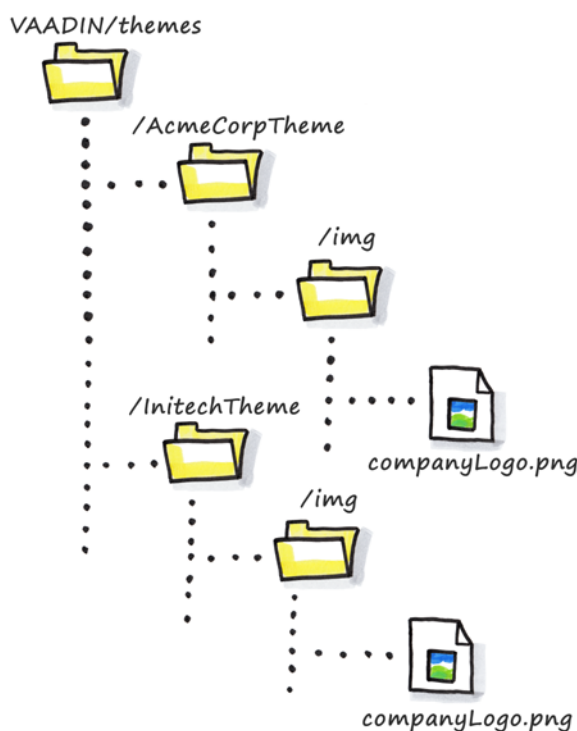 VAADIN/themes
/AcmeCorpTheme
/img
companyLogo.png
/InitechTheme
/img
companyLogo.png